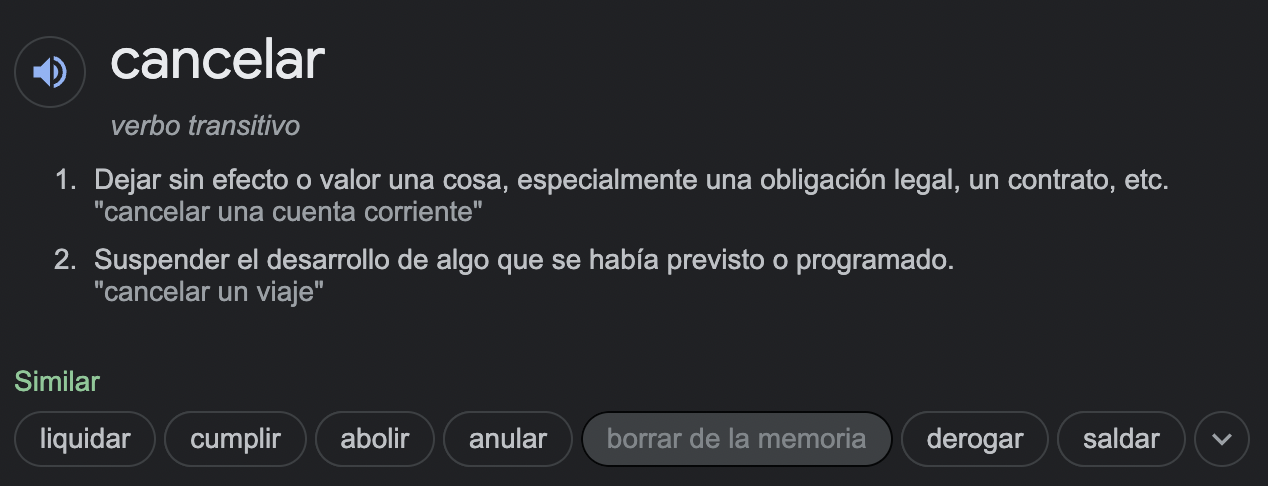 cancelar
verbo transitivo
1. Dejar sin efecto o valor una cosa, especialmente una obligación legal, un contrato, etc.
"cancelar una cuenta corriente"
2. Suspender el desarrollo de algo que se había previsto o programado.
"cancelar un viaje"
Similar
liquidar cumplir abolir anular borrar de la memoria derogar saldar